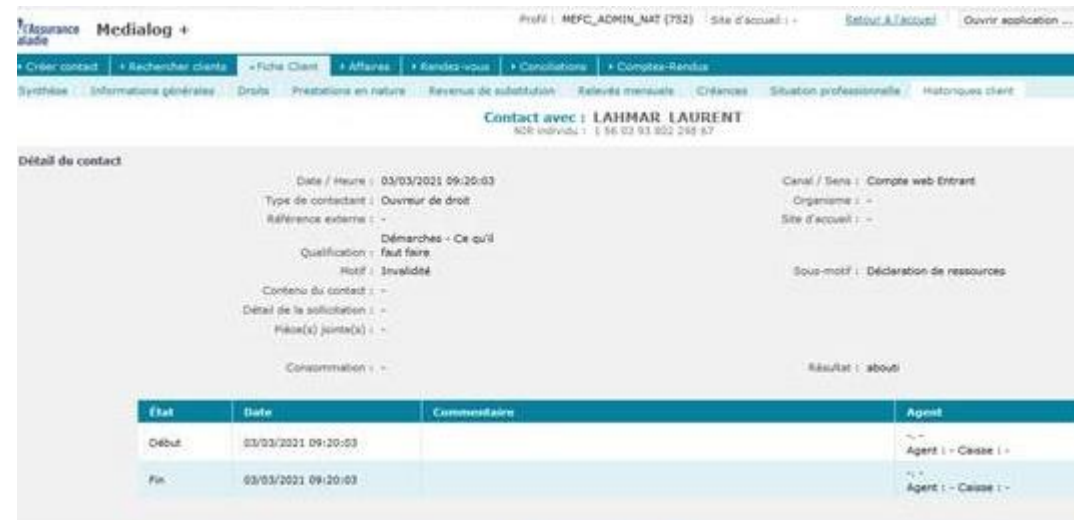 l'Assurance Maladie
Medialog +
Profil : MEFC_ADMIN_NAT (752) Site d'accueil : - Retour à l'accueil Ouvrir application ...
Créer contact Rechercher clients Fiche Client Affaires Rendez-vous Conciliations Comptes-Rendus
Synthèse Informations générales Droits Prestations en nature Revenus de substitution Relevés mensuels Créances Situation professionnelle Historiques client
Contact avec : LAHMAR LAURENT
NIR individu : 1 56 03 93 802 298 67
Détail du contact
Date / Heure : 03/03/2021 09:20:03 Canal / Sens : Compte web Entrant
Type de contactant : Ouvreur de droit Organisme : -
Référence externe : - Site d'accueil : -
Démarches - Ce qu'il
Qualification : faut faire
Motif : Invalidité Sous-motif : Déclaration de ressources
Contenu du contact : -
Détail de la sollicitation : -
Pièce(s) jointe(s) : -
Consommation : - Résultat : abouti
État Date Commentaire Agent
Début 03/03/2021 09:20:03 -, -
Agent : - Caisse : -
Fin 03/03/2021 09:20:03 -, -
Agent : - Caisse : -